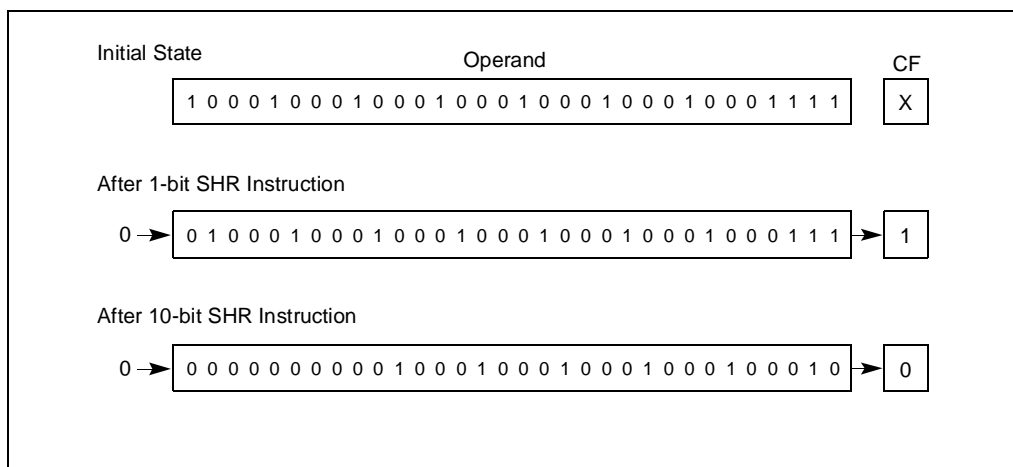 Initial State
Operand CF
1 0 0 0 1 0 0 0 1 0 0 0 1 0 0 0 1 0 0 0 1 0 0 0 1 0 0 0 1 1 1 1 X
After 1-bit SHR Instruction
0 0 1 0 0 0 1 0 0 0 1 0 0 0 1 0 0 0 1 0 0 0 1 0 0 0 1 0 0 0 1 1 1 1
After 10-bit SHR Instruction
0 0 0 0 0 0 0 0 0 0 0 1 0 0 0 1 0 0 0 1 0 0 0 1 0 0 0 1 0 0 0 1 0 0